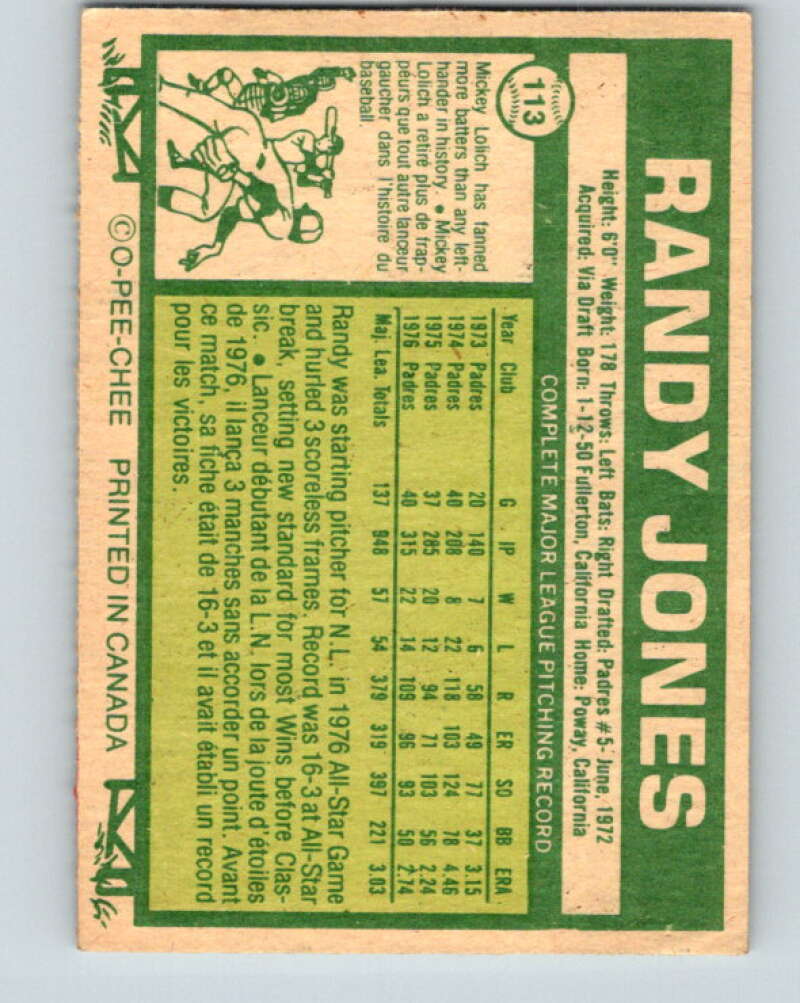 113
RANDY JONES
Height: 6'0" Weight: 178 Throws: Left Bats: Right Drafted: Padres #5-June, 1972
Acquired: Via Draft Born: 1-12-50 Fullerton, California Home: Poway, California
COMPLETE MAJOR LEAGUE PITCHING RECORD
Year Club G IP W L R ER SO BB ERA
1973 Padres 20 140 7 6 58 49 77 37 3.15
1974 Padres 40 208 8 22 118 103 124 78 4.46
1975 Padres 37 285 20 12 94 71 103 56 2.24
1976 Padres 40 315 22 14 109 96 93 50 2.74
Maj. Lea. Totals 137 948 57 54 379 319 397 221 3.03
Mickey Lolich has fanned
more batters than any left-
hander in history. ● Mickey
Lolich a retiré plus de frap-
peurs que tout autre lanceur
gaucher dans l'histoire du
baseball.
Randy was starting pitcher for N.L. in 1976 All-Star Game
and hurled 3 scoreless frames. Record was 16-3 at All-Star
break, setting new standard for most Wins before Clas-
sic. ● Lanceur débutant de la L.N. lors de la joute d'étoiles
de 1976, il lança 3 manches sans accorder un point. Avant
ce match, sa fiche était de 16-3 et il avait établi un record
pour les victoires.
©O-PEE-CHEE PRINTED IN CANADA